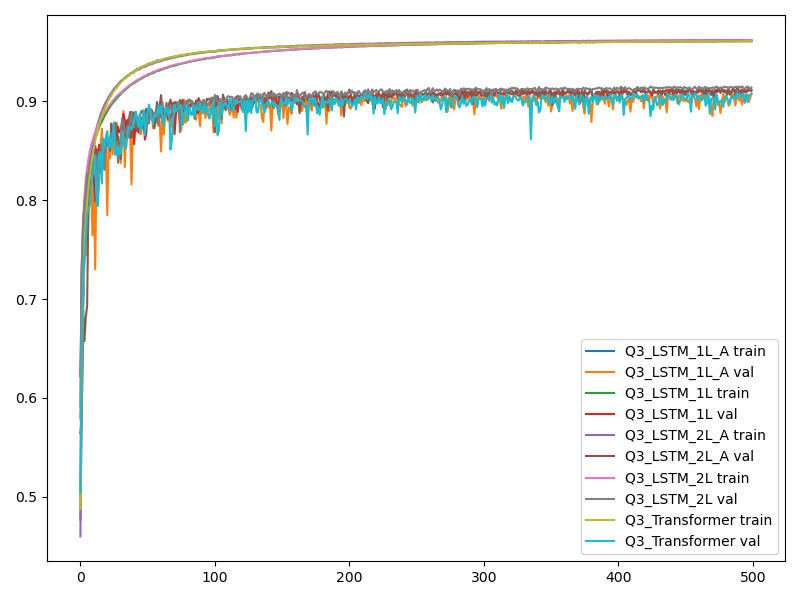 0.9
0.8
0.7
0.6
0.5
0 100 200 300 400 500
Q3_LSTM_1L_A train
Q3_LSTM_1L_A val
Q3_LSTM_1L train
Q3_LSTM_1L val
Q3_LSTM_2L_A train
Q3_LSTM_2L_A val
Q3_LSTM_2L train
Q3_LSTM_2L val
Q3_Transformer train
Q3_Transformer val